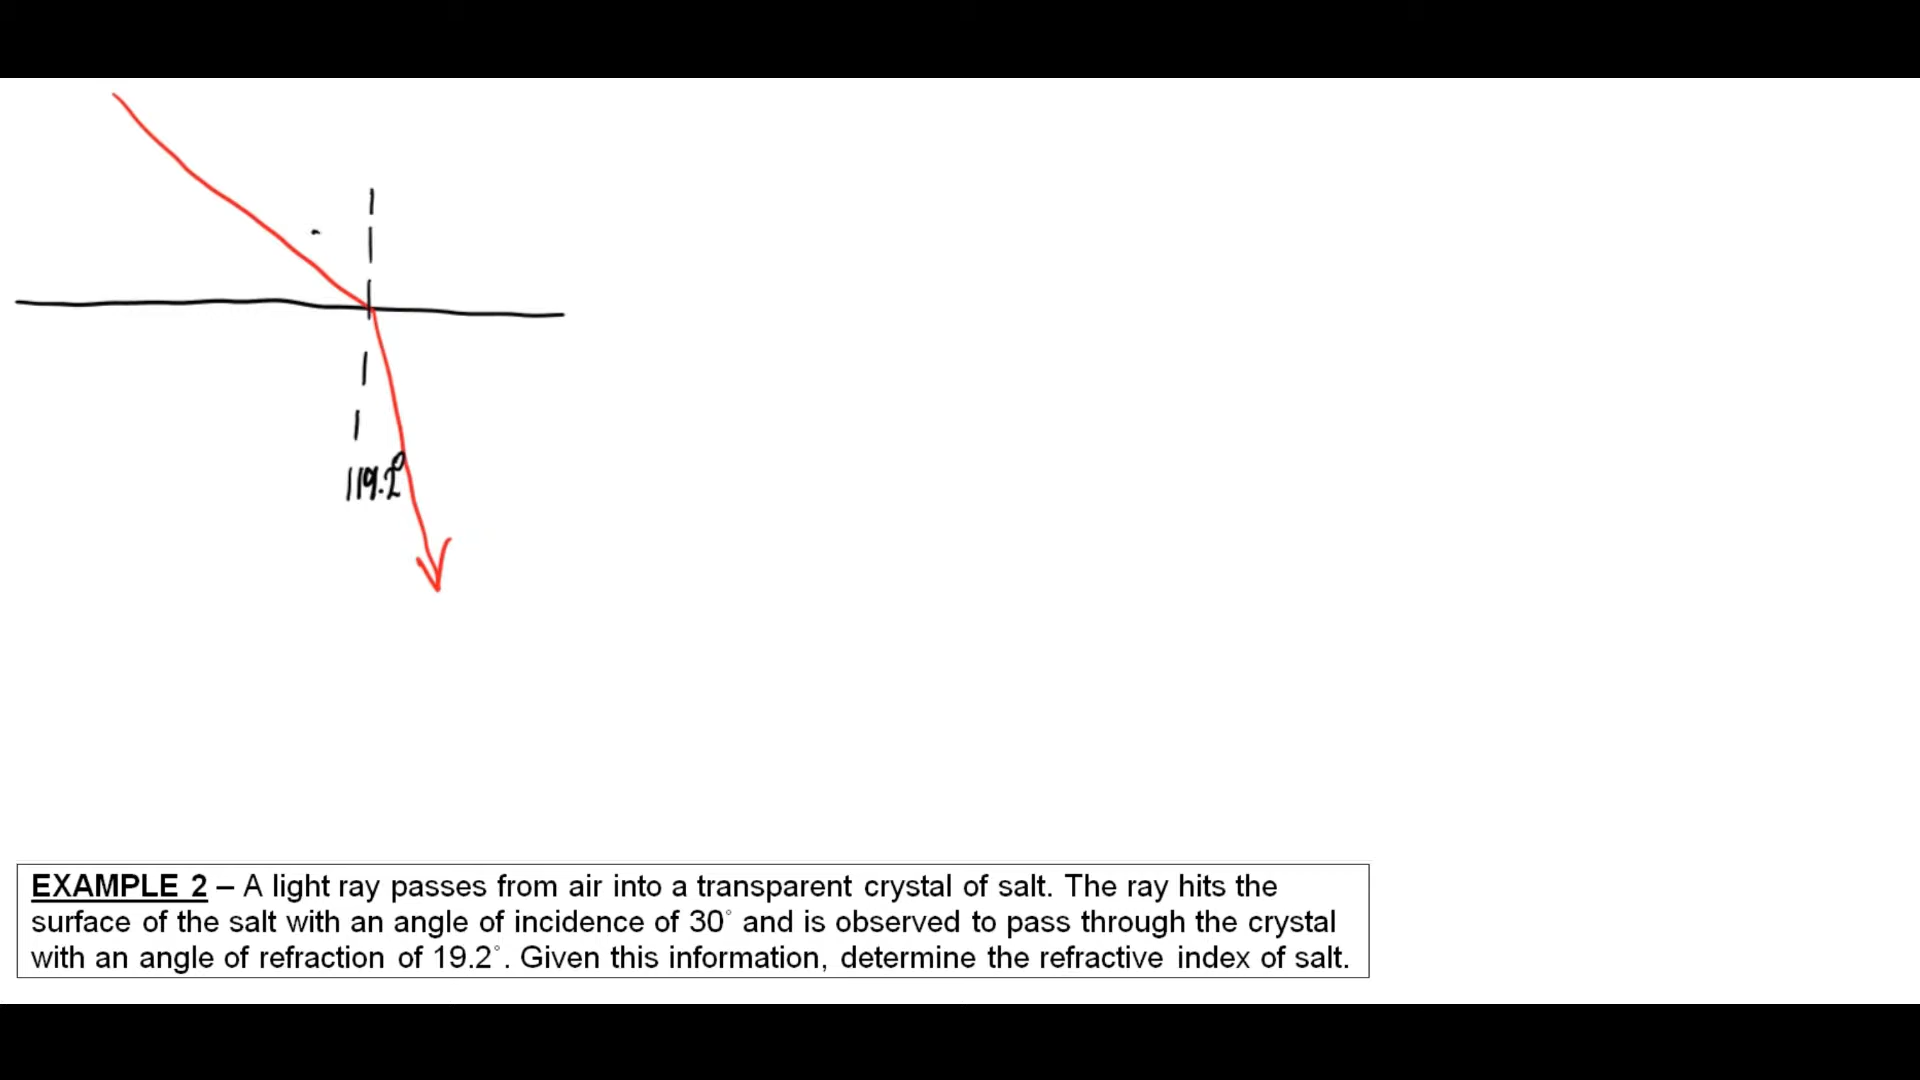 19.2°
EXAMPLE 2 – A light ray passes from air into a transparent crystal of salt. The ray hits the
surface of the salt with an angle of incidence of 30° and is observed to pass through the crystal
with an angle of refraction of 19.2°. Given this information, determine the refractive index of salt.